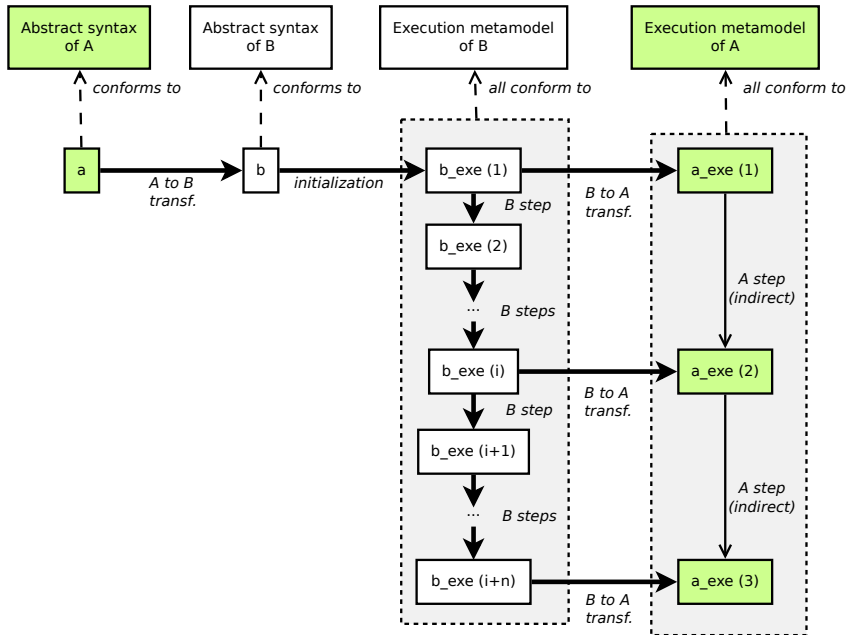 Abstract syntax
of A
Abstract syntax
of B
Execution metamodel
of B
Execution metamodel
of A
conforms to
conforms to
all conform to
all conform to
a
A to B
transf.
b
initialization
b_exe (1)
B to A
transf.
a_exe (1)
B step
b_exe (2)
A step
(indirect)
...
B steps
b_exe (i)
B to A
transf.
a_exe (2)
B step
b_exe (i+1)
A step
(indirect)
...
B steps
b_exe (i+n)
B to A
transf.
a_exe (3)